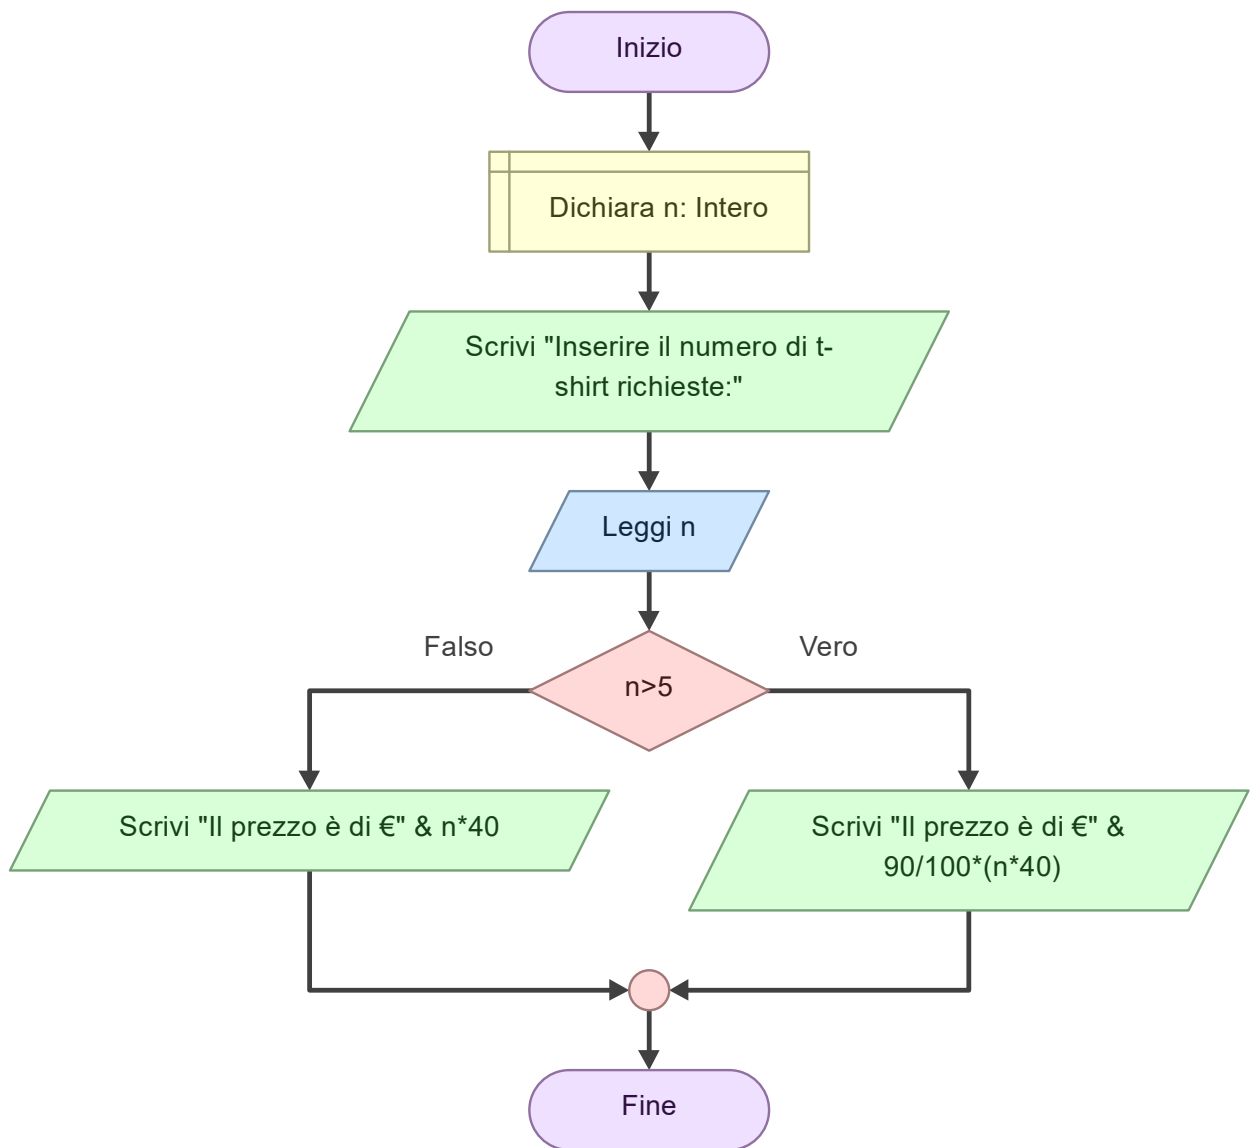 Inizio
Dichiara n: Intero
Scrivi "Inserire il numero di t-
shirt richieste:"
Leggi n
Falso
Vero
n>5
Scrivi "Il prezzo è di €" & n*40
Scrivi "Il prezzo è di €" &
90/100*(n*40)
Fine